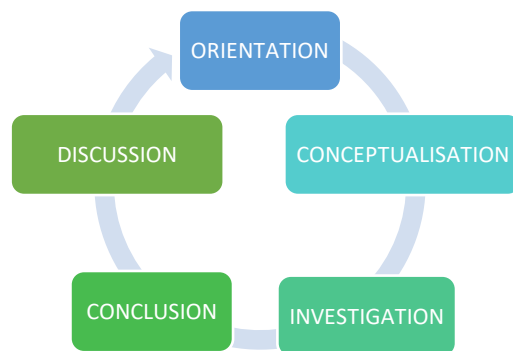 ORIENTATION
CONCEPTUALISATION
INVESTIGATION
CONCLUSION
DISCUSSION